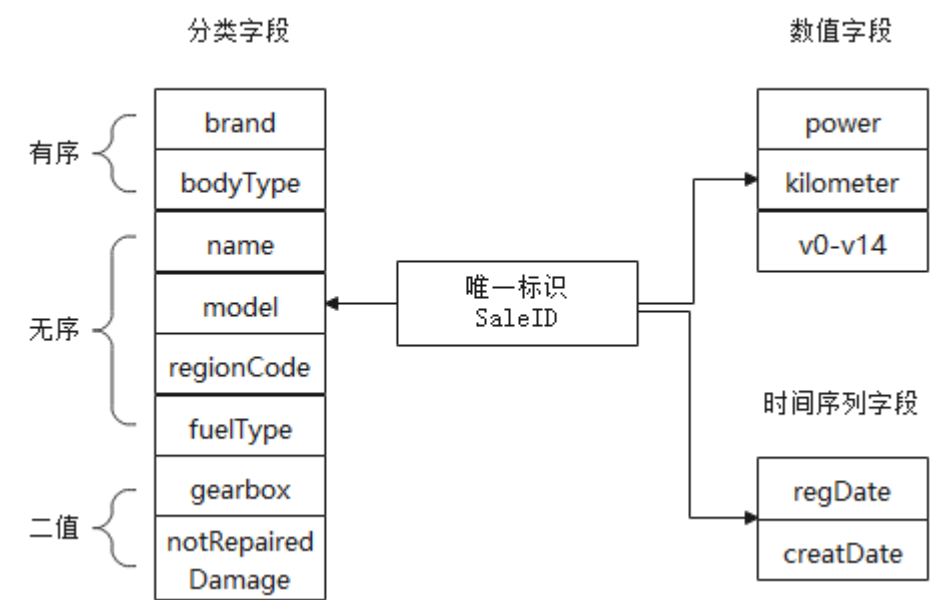 分类字段
有序
brand
bodyType
无序
name
model
regionCode
fuelType
二值
gearbox
notRepaired
Damage
唯一标识
SaleID
数值字段
power
kilometer
v0-v14
时间序列字段
regDate
creatDate